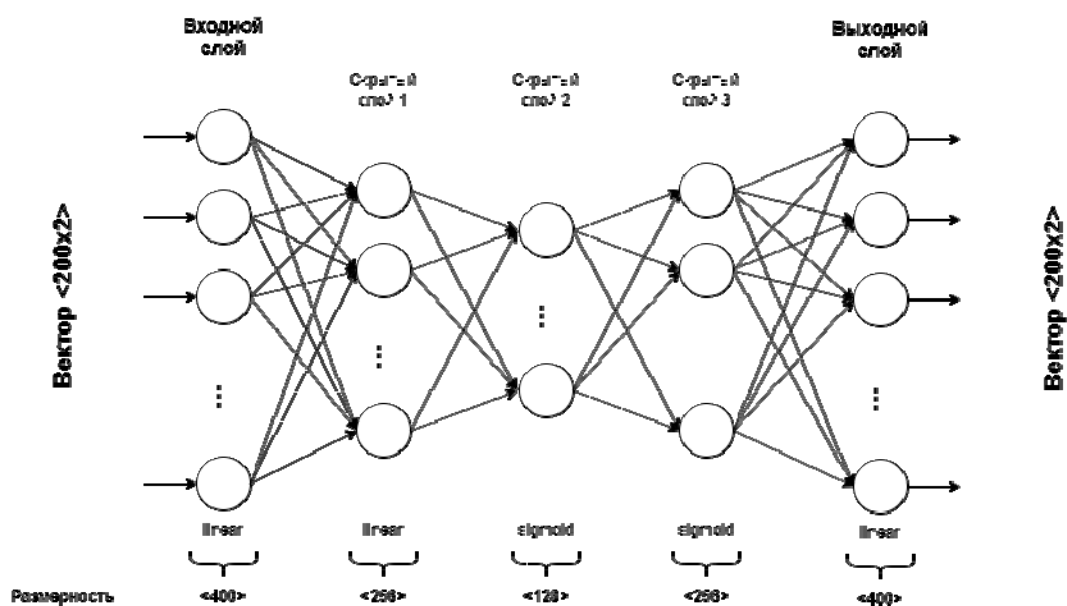 Входной
слой
Выходной
слой
Скрытый
слой 1
Скрытый
слой 2
Скрытый
слой 3
Вектор <200x2>
Вектор <200x2>
...
...
...
...
...
linear
linear
sigmoid
sigmoid
linear
Размерность
<400>
<256>
<128>
<256>
<400>